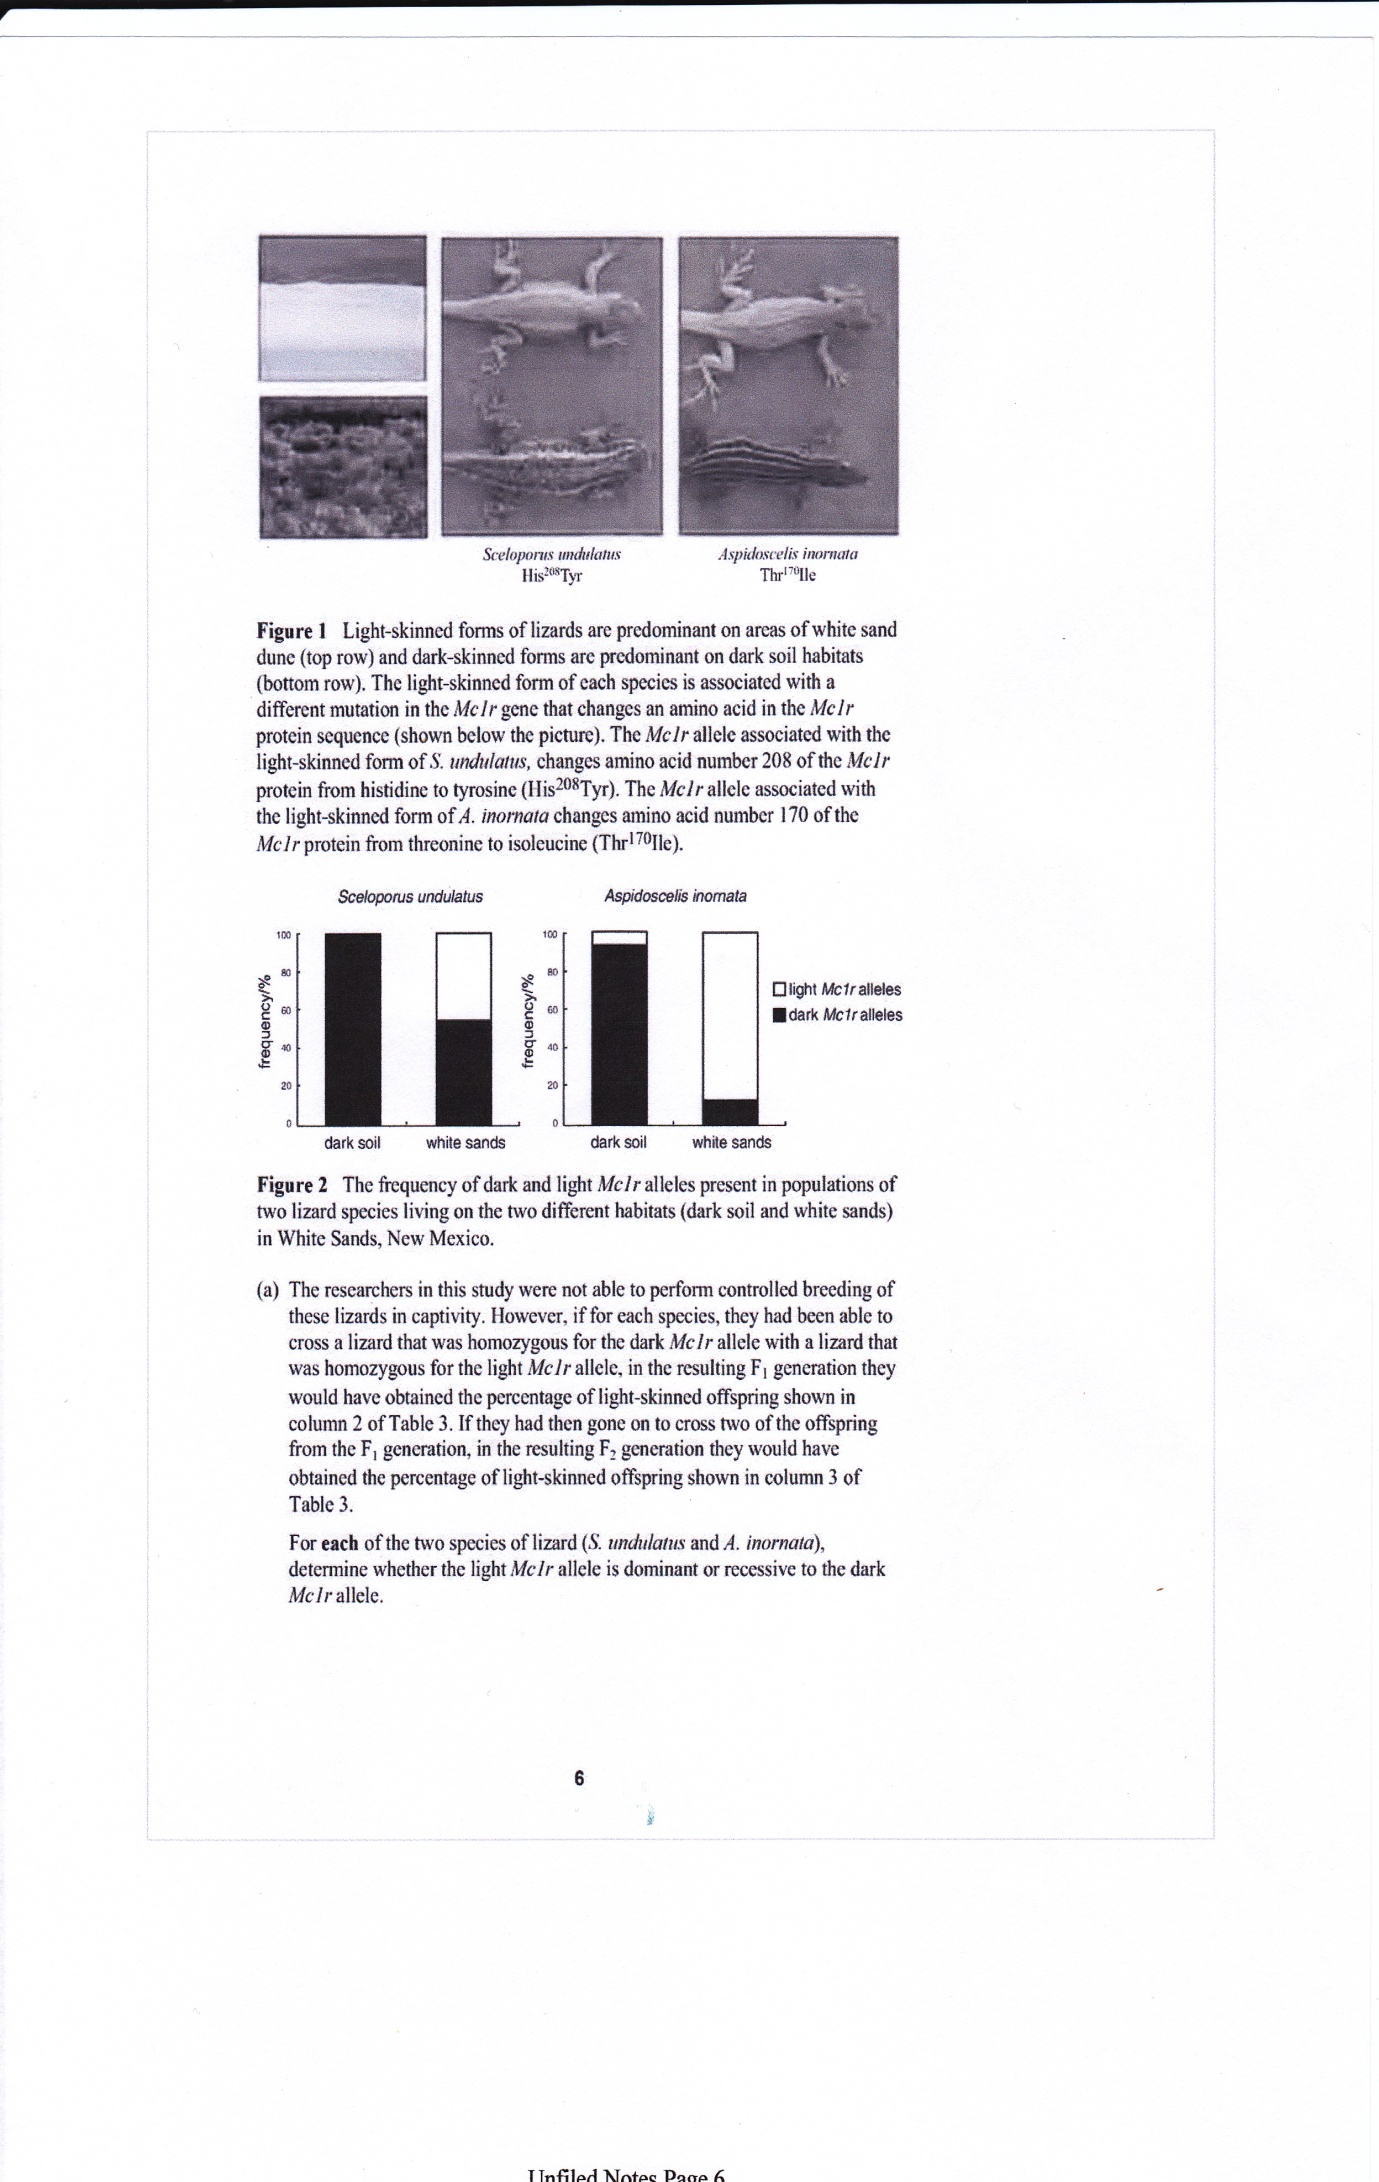 Sceloporus undulatus
His²⁰⁸Tyr
Aspidoscelis inornata
Thr¹⁷⁰Ile
Figure 1 Light-skinned forms of lizards are predominant on areas of white sand
dune (top row) and dark-skinned forms are predominant on dark soil habitats
(bottom row). The light-skinned form of each species is associated with a
different mutation in the Mc1r gene that changes an amino acid in the Mc1r
protein sequence (shown below the picture). The Mc1r allele associated with the
light-skinned form of S. undulatus, changes amino acid number 208 of the Mc1r
protein from histidine to tyrosine (His²⁰⁸Tyr). The Mc1r allele associated with
the light-skinned form of A. inornata changes amino acid number 170 of the
Mc1r protein from threonine to isoleucine (Thr¹⁷⁰Ile).
Sceloporus undulatus
frequency/%
100
80
60
40
20
0
dark soil white sands
Aspidoscelis inornata
frequency/%
100
80
60
40
20
0
dark soil white sands
light Mc1r alleles
dark Mc1r alleles
Figure 2 The frequency of dark and light Mc1r alleles present in populations of
two lizard species living on the two different habitats (dark soil and white sands)
in White Sands, New Mexico.
(a) The researchers in this study were not able to perform controlled breeding of
these lizards in captivity. However, if for each species, they had been able to
cross a lizard that was homozygous for the dark Mc1r allele with a lizard that
was homozygous for the light Mc1r allele, in the resulting F₁ generation they
would have obtained the percentage of light-skinned offspring shown in
column 2 of Table 3. If they had then gone on to cross two of the offspring
from the F₁ generation, in the resulting F₂ generation they would have
obtained the percentage of light-skinned offspring shown in column 3 of
Table 3.
For each of the two species of lizard (S. undulatus and A. inornata),
determine whether the light Mc1r allele is dominant or recessive to the dark
Mc1r allele.
6
Unfiled Notes Page 6